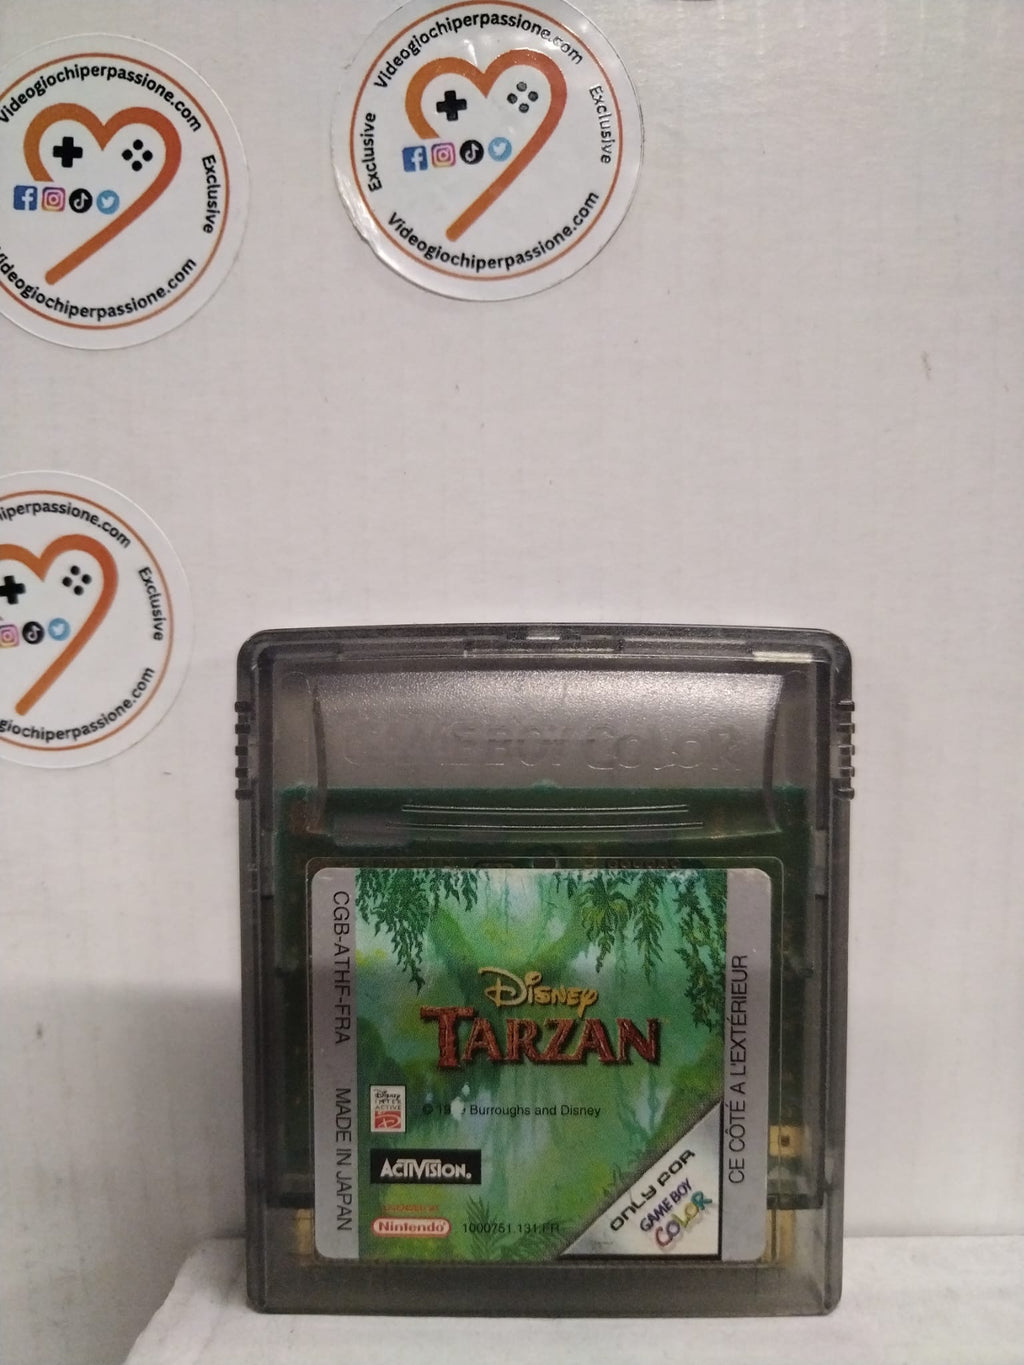 Videogiochiperpassione.com
Exclusive
Videogiochiperpassione.com
Videogiochiperpassione.com
Exclusive
Exclusive
Videogiochiperpassione.com
Exclusive
GAME BOY COLOR
CGB-ATHF-FRA MADE IN JAPAN
Disney
TARZAN
Burroughs and Disney
ACTIVISION.
Nintendo
1000751.131.FR
ONLY FOR
GAME BOY
COLOR
CE CÔTÉ A L'EXTÉRIEUR